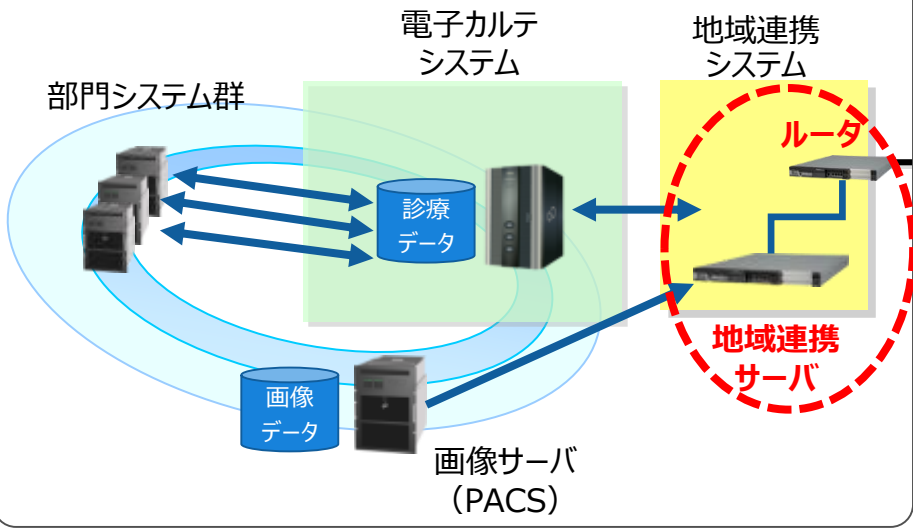 電子カルテ
システム
地域連携
システム
部門システム群
ルータ
診療
データ
地域連携
サーバ
画像
データ
画像サーバ
（PACS）